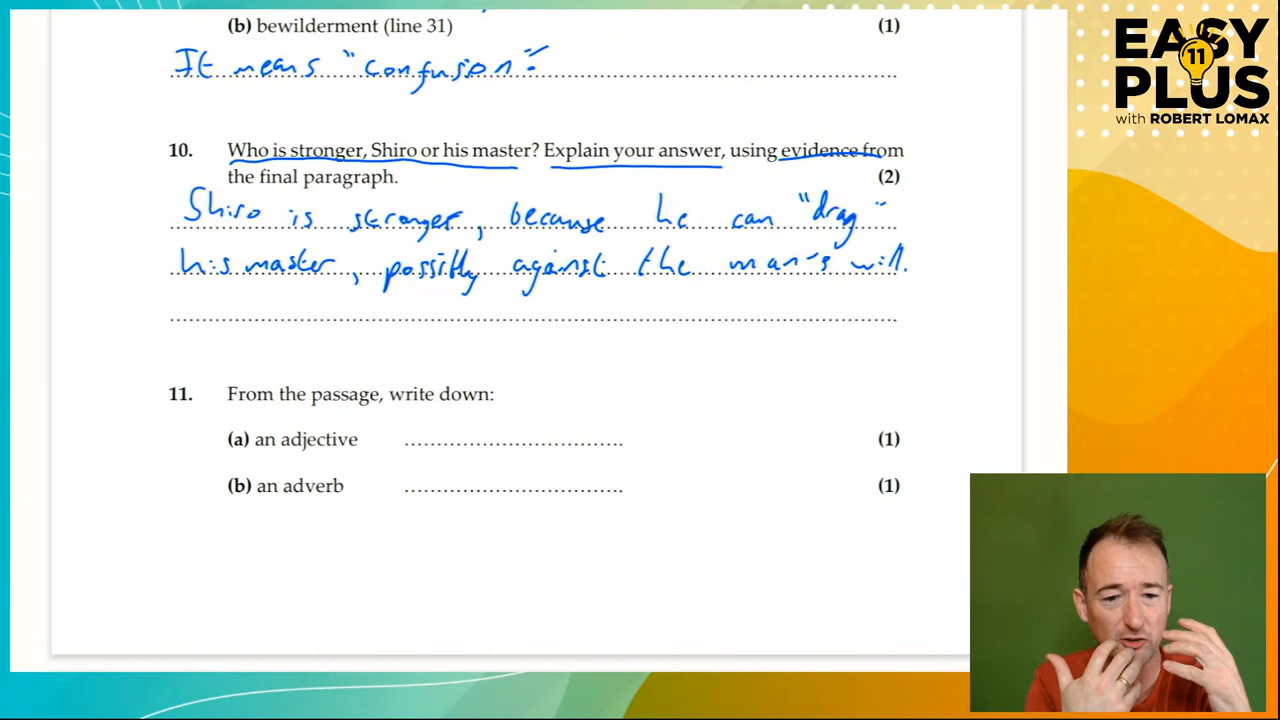 (b) bewilderment (line 31) (1)
It means "confusion".
10. Who is stronger, Shiro or his master? Explain your answer, using evidence from
the final paragraph. (2)
Shiro is stronger, because he can "drag"
his master, possibly against the man's will.
11. From the passage, write down:
(a) an adjective (1)
(b) an adverb (1)
EASY
11
PLUS
with ROBERT LOMAX